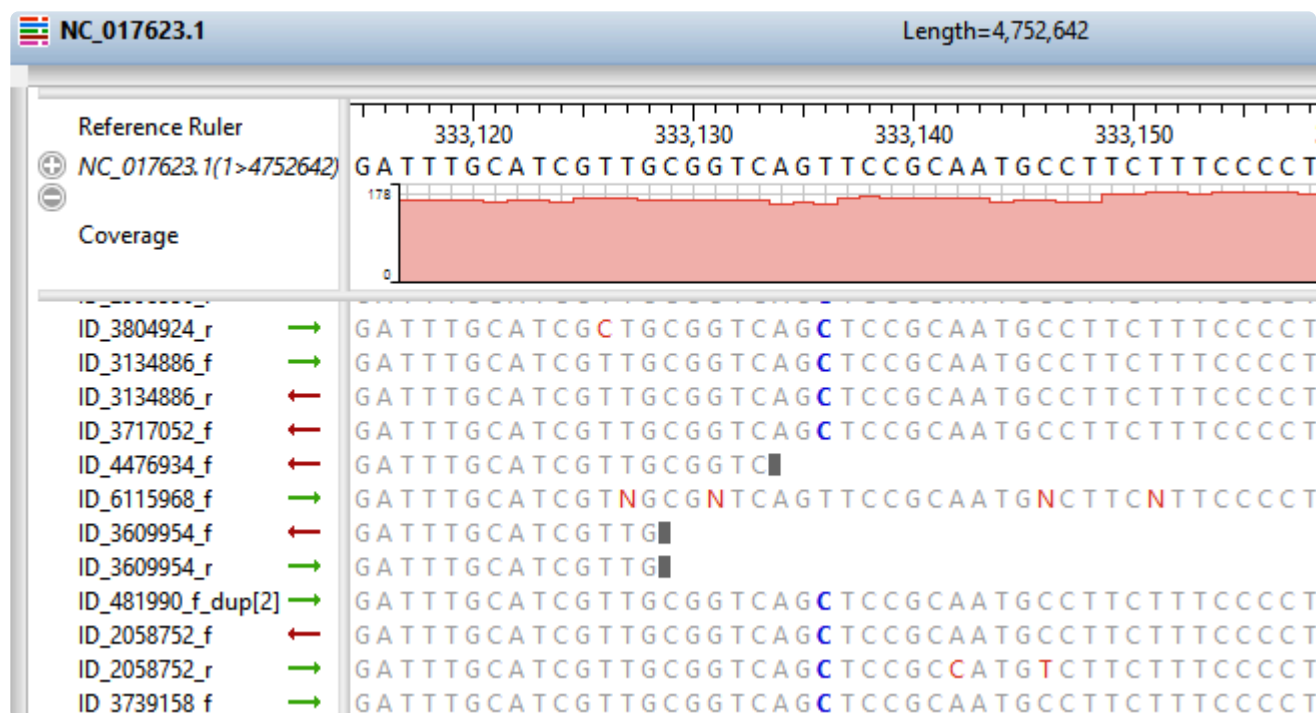 NC_017623.1 Length=4,752,642
Reference Ruler
333,120 333,130 333,140 333,150
NC_017623.1(1>4752642) GATTTGCATCGTTGCGGTCAGTTCCGCAATGCCTTCTTTCCCCT
178
Coverage
0
ID_3804924_r GATTTGCATCGCTGCGGTCAGCTCCGCAATGCCTTCTTTCCCCT
ID_3134886_f GATTTGCATCGTTGCGGTCAGCTCCGCAATGCCTTCTTTCCCCT
ID_3134886_r GATTTGCATCGTTGCGGTCAGCTCCGCAATGCCTTCTTTCCCCT
ID_3717052_f GATTTGCATCGTTGCGGTCAGCTCCGCAATGCCTTCTTTCCCCT
ID_4476934_f GATTTGCATCGTTGCGGTC
ID_6115968_f GATTTGCATCGTNGCGNTCAGTTCCGCAATGNCTTCNTTCCCCT
ID_3609954_f GATTTGCATCGTTG
ID_3609954_r GATTTGCATCGTTG
ID_481990_f_dup[2] GATTTGCATCGTTGCGGTCAGCTCCGCAATGCCTTCTTTCCCCT
ID_2058752_f GATTTGCATCGTTGCGGTCAGCTCCGCAATGCCTTCTTTCCCCT
ID_2058752_r GATTTGCATCGTTGCGGTCAGCTCCGCCATGTCTTCTTTCCCCT
ID_3739158_f GATTTGCATCGTTGCGGTCAGCTCCGCAATGCCTTCTTTCCCCT